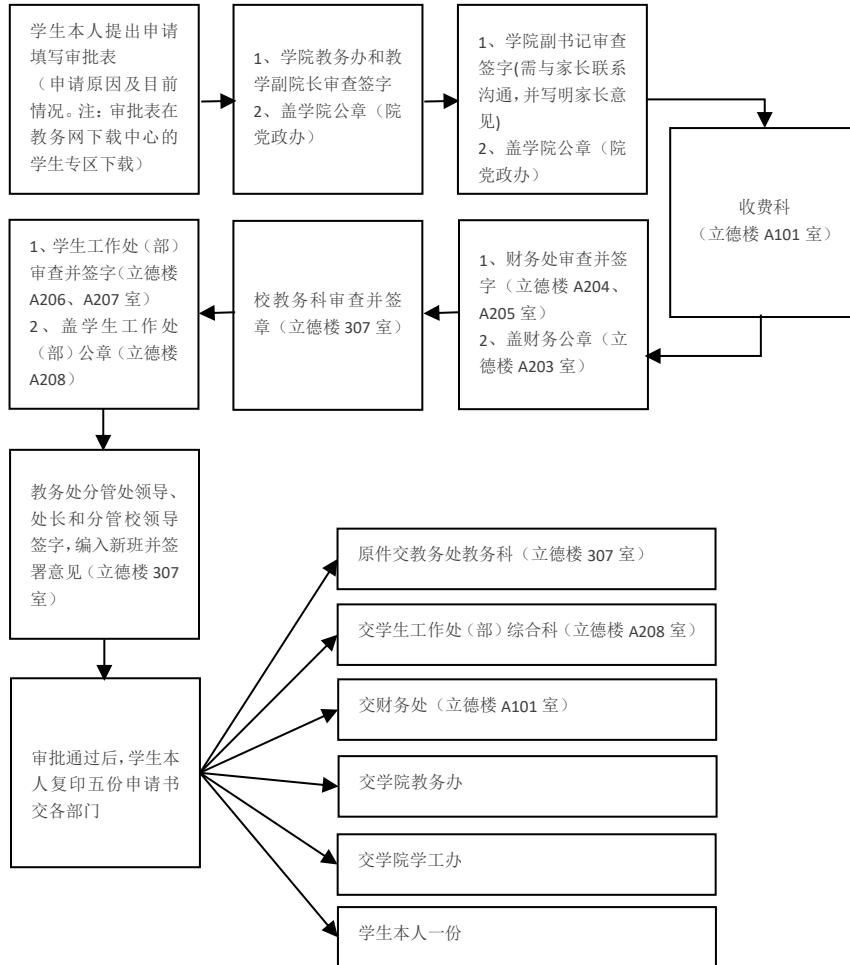 学生本人提出申请
填写审批表
（申请原因及目前
情况。注：审批表在
教务网下载中心的
学生专区下载）
1、学院教务办和教
学副院长审查签字
2、盖学院公章（院
党政办）
1、学院副书记审查
签字(需与家长联系
沟通,并写明家长意
见)
2、盖学院公章（院
党政办）
收费科
（立德楼 A101 室）
1、财务处审查并签
字（立德楼 A204、
A205 室）
2、盖财务公章（立
德楼 A203 室）
校教务科审查并签
章（立德楼 307 室）
1、学生工作处（部）
审查并签字(立德楼
A206、A207 室）
2、盖学生工作处
（部）公章（立德楼
A208）
教务处分管处领导、
处长和分管校领导
签字,编入新班并签
署意见（立德楼 307
室）
审批通过后,学生本
人复印五份申请书
交各部门
原件交教务处教务科（立德楼 307 室）
交学生工作处（部）综合科（立德楼 A208 室）
交财务处（立德楼 A101 室）
交学院教务办
交学院学工办
学生本人一份